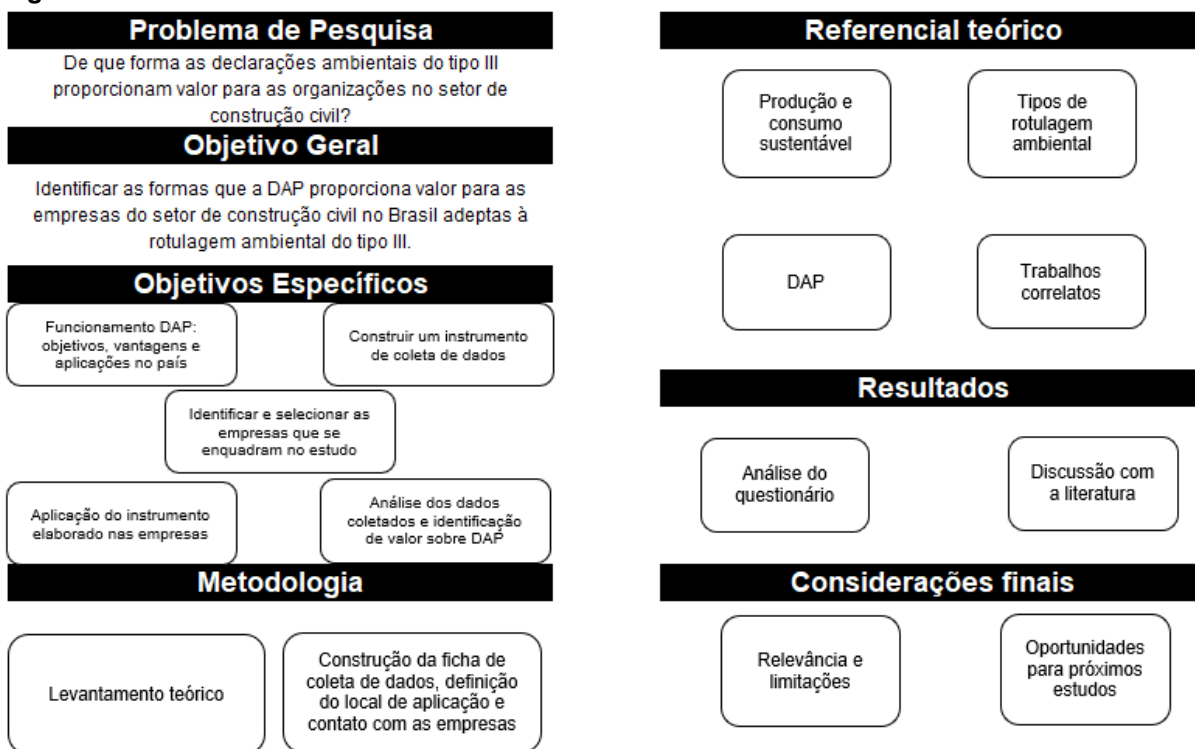 Problema de Pesquisa
De que forma as declarações ambientais do tipo III
proporcionam valor para as organizações no setor de
construção civil?
Objetivo Geral
Identificar as formas que a DAP proporciona valor para as
empresas do setor de construção civil no Brasil adeptas à
rotulagem ambiental do tipo III.
Objetivos Específicos
Funcionamento DAP:
objetivos, vantagens e
aplicações no país
Construir um instrumento
de coleta de dados
Identificar e selecionar as
empresas que se
enquadram no estudo
Aplicação do instrumento
elaborado nas empresas
Análise dos dados
coletados e identificação
de valor sobre DAP
Metodologia
Levantamento teórico
Construção da ficha de
coleta de dados, definição
do local de aplicação e
contato com as empresas
Referencial teórico
Produção e
consumo
sustentável
Tipos de
rotulagem
ambiental
DAP
Trabalhos
correlatos
Resultados
Análise do
questionário
Discussão com
a literatura
Considerações finais
Relevância e
limitações
Oportunidades
para próximos
estudos